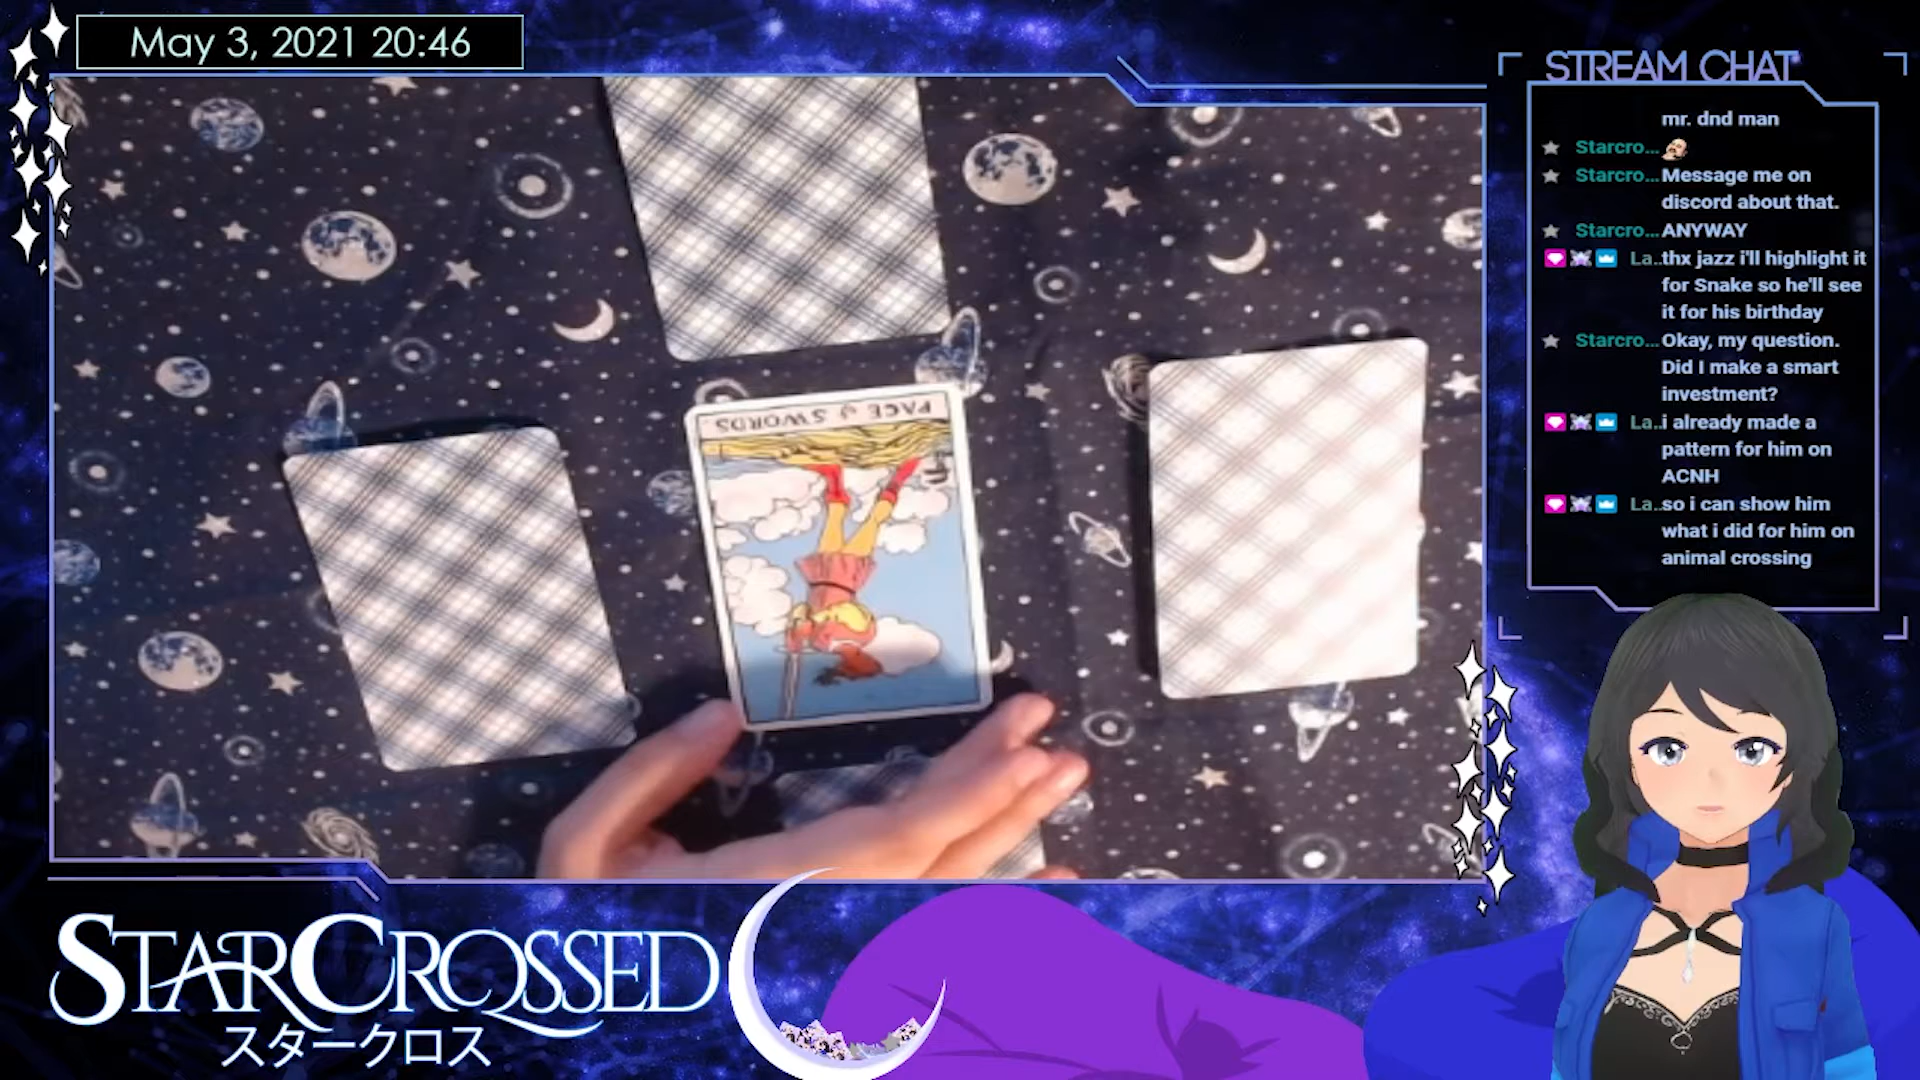 May 3, 2021 20:46
STREAM CHAT
mr. dnd man
Starcro...
Starcro... Message me on
discord about that.
Starcro... ANYWAY
La.. thx jazz i'll highlight it
for Snake so he'll see
it for his birthday
Starcro... Okay, my question.
Did I make a smart
investment?
La.. i already made a
pattern for him on
ACNH
La.. so i can show him
what i did for him on
animal crossing
PAGE of SWORDS.
STARCROSSED
スタークロス